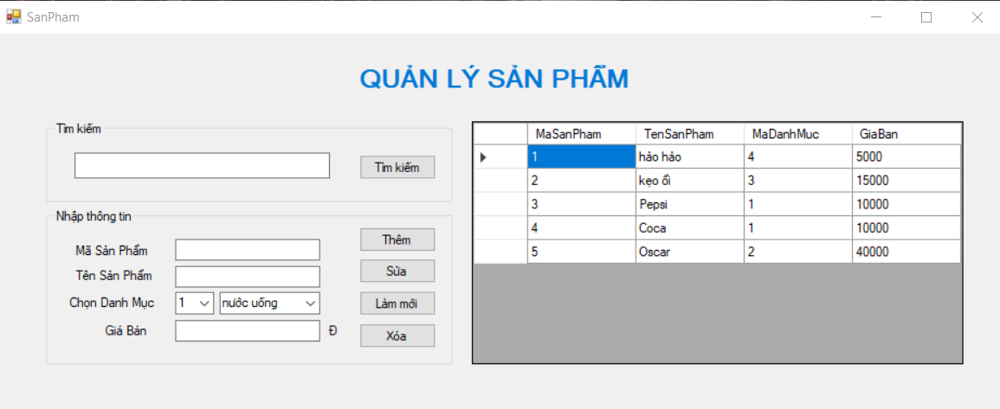 SanPham
QUẢN LÝ SẢN PHẨM
Tìm kiếm
Tìm kiếm
Nhập thông tin
Mã Sản Phẩm
Tên Sản Phẩm
Chọn Danh Mục 1 nước uống
Giá Bán Đ
Thêm
Sửa
Làm mới
Xóa
MaSanPham TenSanPham MaDanhMuc GiaBan
1 hảo hảo 4 5000
2 kẹo ổi 3 15000
3 Pepsi 1 10000
4 Coca 1 10000
5 Oscar 2 40000